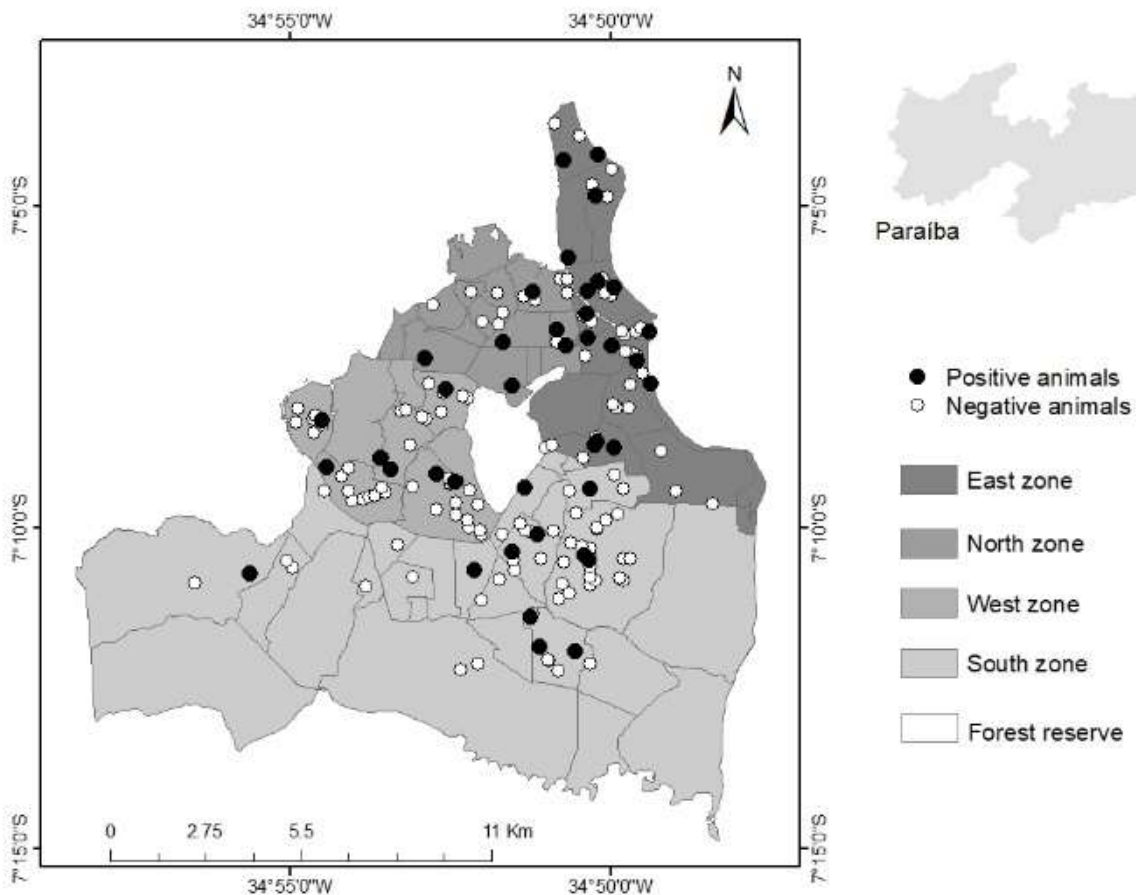 34°55'0"W 34°50'0"W
N
7°5'0"S 7°5'0"S
Paraíba
Positive animals
Negative animals
East zone
7°10'0"S 7°10'0"S
North zone
West zone
South zone
Forest reserve
0 2.75 5.5 11 Km
7°15'0"S 7°15'0"S
34°55'0"W 34°50'0"W